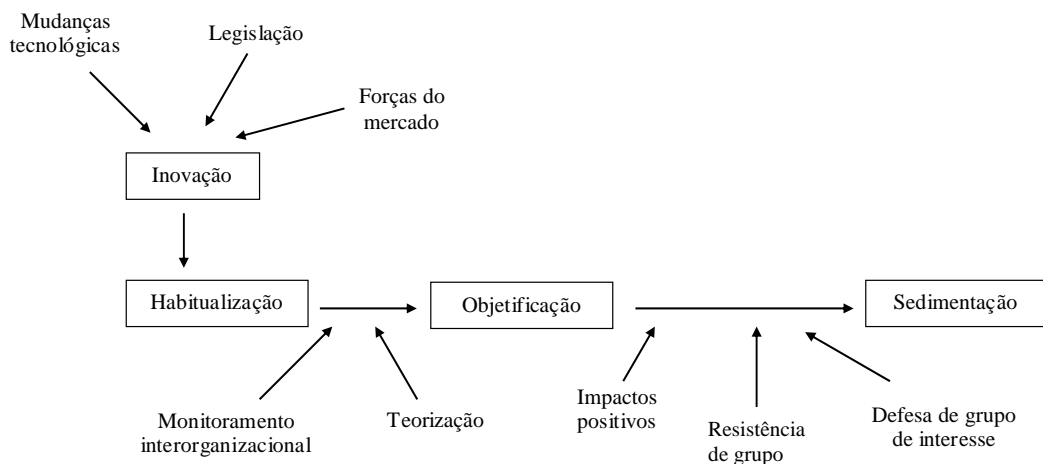 Mudanças
tecnológicas
Legislação
Forças do
mercado
Inovação
Habitualização
Objetificação
Sedimentação
Monitoramento
interorganizacional
Teorização
Impactos
positivos
Resistência
de grupo
Defesa de grupo
de interesse